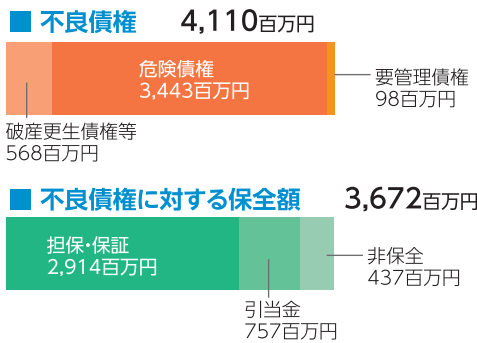 不良債権 4,110百万円
危険債権
3,443百万円
要管理債権
98百万円
破産更生債権等
568百万円
不良債権に対する保全額 3,672百万円
担保・保証
2,914百万円
非保全
437百万円
引当金
757百万円